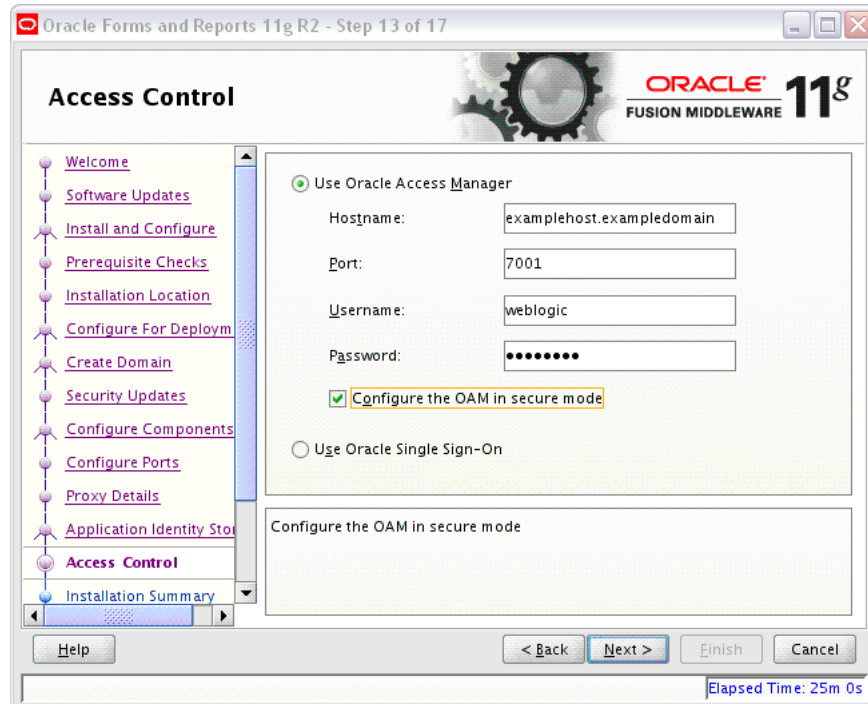 Oracle Forms and Reports 11g R2 - Step 13 of 17
Access Control
ORACLE®
FUSION MIDDLEWARE 11g
Welcome
Software Updates
Install and Configure
Prerequisite Checks
Installation Location
Configure For Deploym
Create Domain
Security Updates
Configure Components
Configure Ports
Proxy Details
Application Identity Stor
Access Control
Installation Summary
Use Oracle Access Manager
Hostname: examplehost.exampledomain
Port: 7001
Username: weblogic
Password: ●●●●●●●●
Configure the OAM in secure mode
Use Oracle Single Sign-On
Configure the OAM in secure mode
Help < Back Next > Finish Cancel
Elapsed Time: 25m 0s